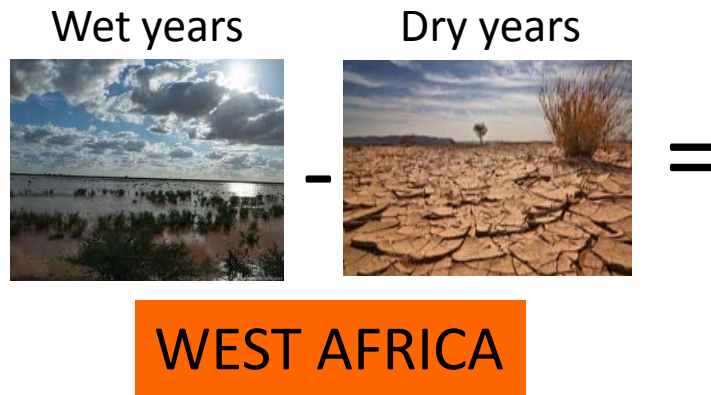 Wet years
Dry years
-
=
WEST AFRICA